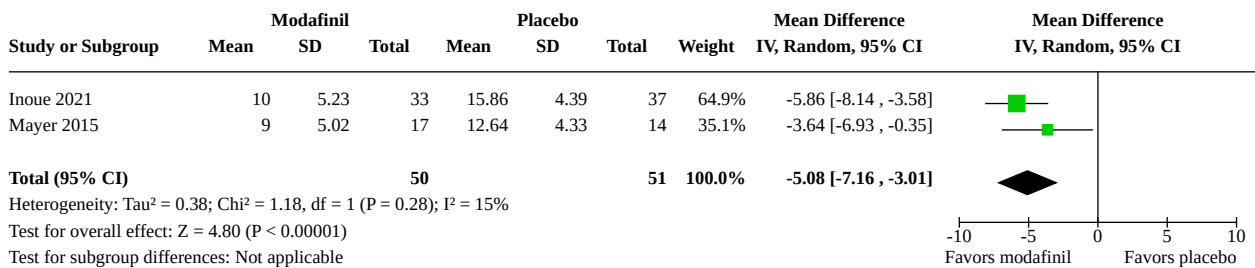 Modafinil Placebo Mean Difference Mean Difference
Study or Subgroup Mean SD Total Mean SD Total Weight IV, Random, 95% CI IV, Random, 95% CI
Inoue 2021 10 5.23 33 15.86 4.39 37 64.9% -5.86 [-8.14 , -3.58]
Mayer 2015 9 5.02 17 12.64 4.33 14 35.1% -3.64 [-6.93 , -0.35]
Total (95% CI) 50 51 100.0% -5.08 [-7.16 , -3.01]
Heterogeneity: Tau² = 0.38; Chi² = 1.18, df = 1 (P = 0.28); I² = 15%
Test for overall effect: Z = 4.80 (P < 0.00001) -10 -5 0 5 10
Test for subgroup differences: Not applicable Favors modafinil Favors placebo